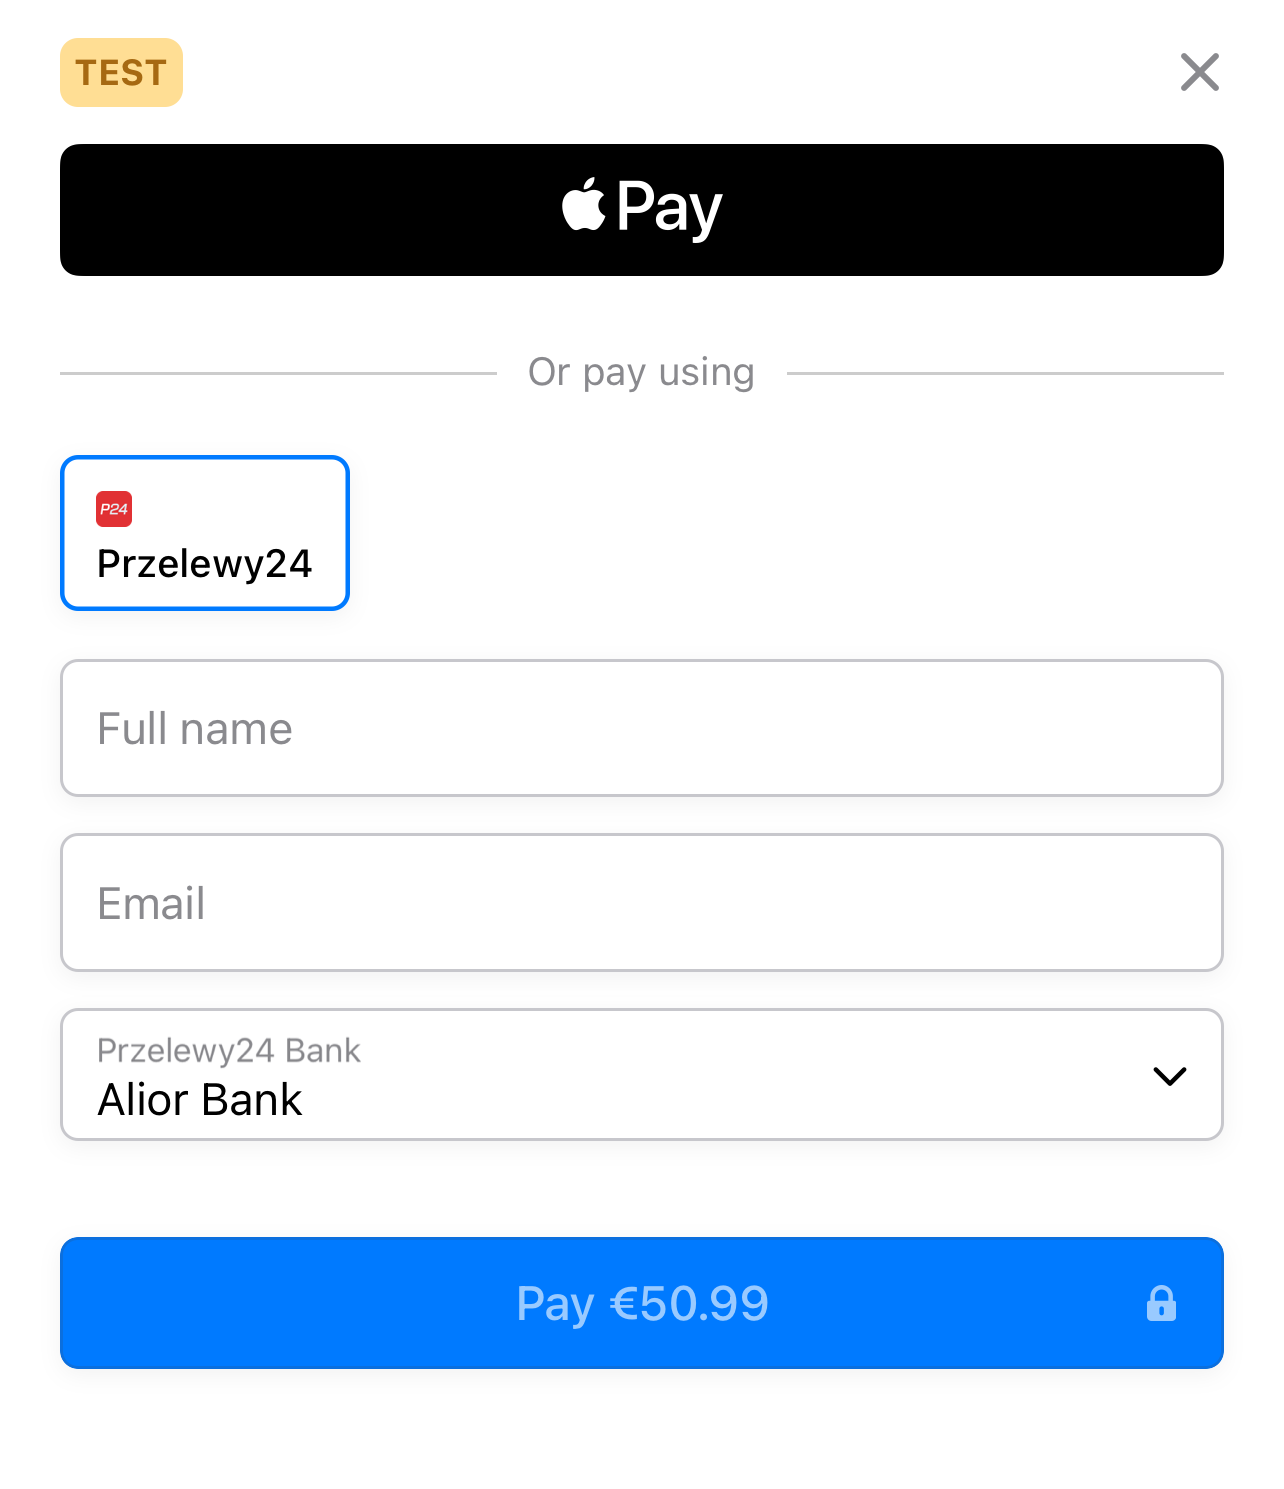 TEST
Pay
Or pay using
P24
Przelewy24
Full name
Email
Przelewy24 Bank
Alior Bank
Pay €50.99